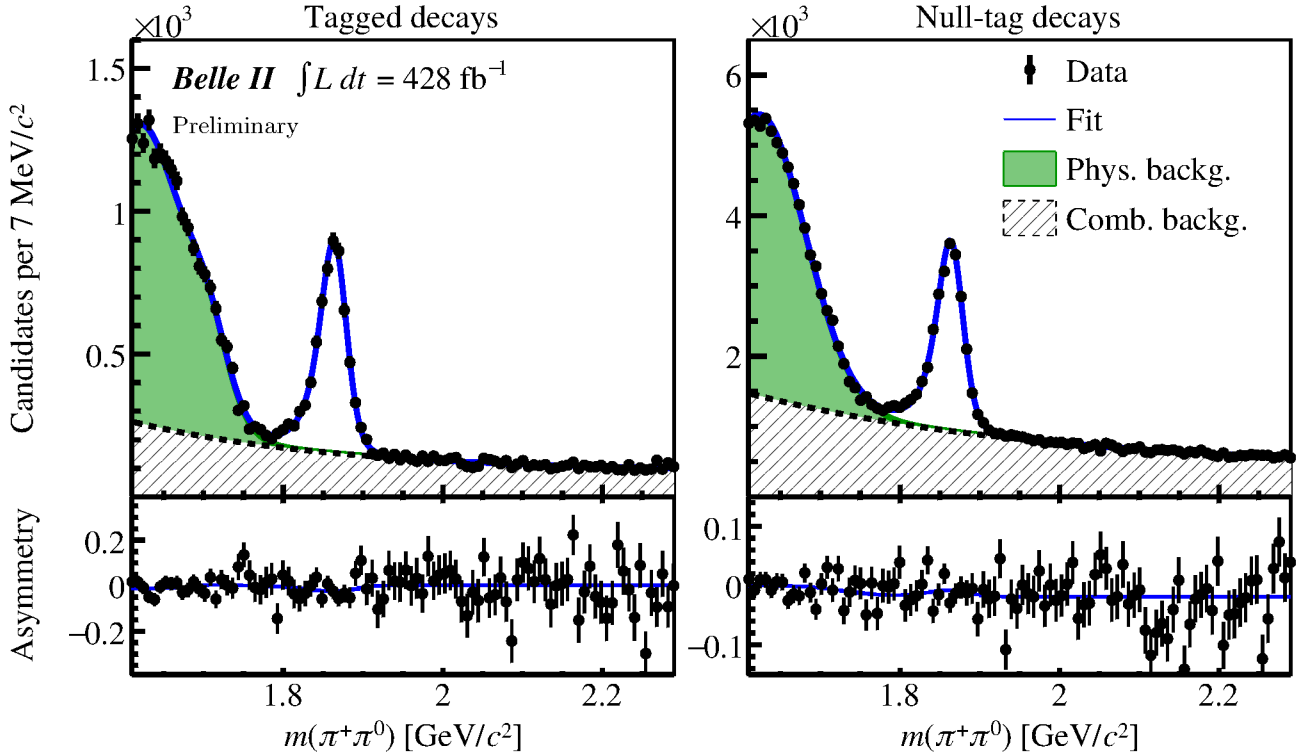 Tagged decays
Null-tag decays
×10³
×10³
Belle II ∫L dt = 428 fb⁻¹
Preliminary
Data
Fit
Phys. backg.
Comb. backg.
Candidates per 7 MeV/c²
1.5
1
0.5
6
4
2
Asymmetry
0.2
0
−0.2
0.1
0
−0.1
1.8 2 2.2
1.8 2 2.2
m(π⁺π⁰) [GeV/c²]
m(π⁺π⁰) [GeV/c²]